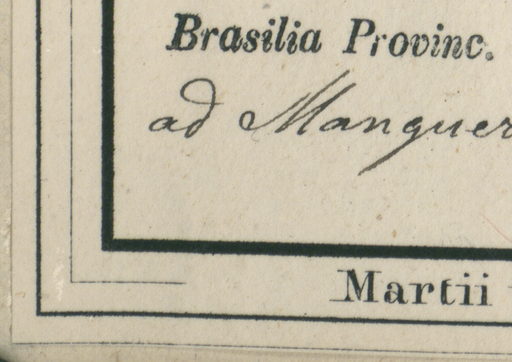 Brasilia Provinc.
ad Manguer
Martii